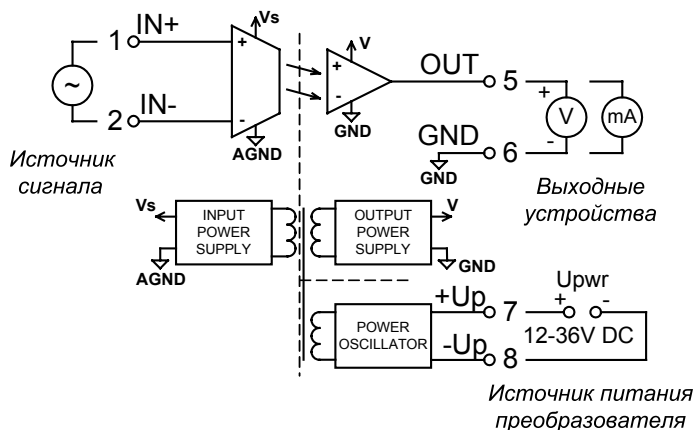 1 IN+
Vs
+
-
2 IN-
AGND
V
+
-
GND
OUT 5
GND 6
GND
+
V
-
mA
Источник
сигнала
Выходные
устройства
Vs
INPUT
POWER
SUPPLY
AGND
OUTPUT
POWER
SUPPLY
V
GND
POWER
OSCILLATOR
+Up 7
-Up 8
Upwr
+ -
12-36V DC
Источник питания
преобразователя